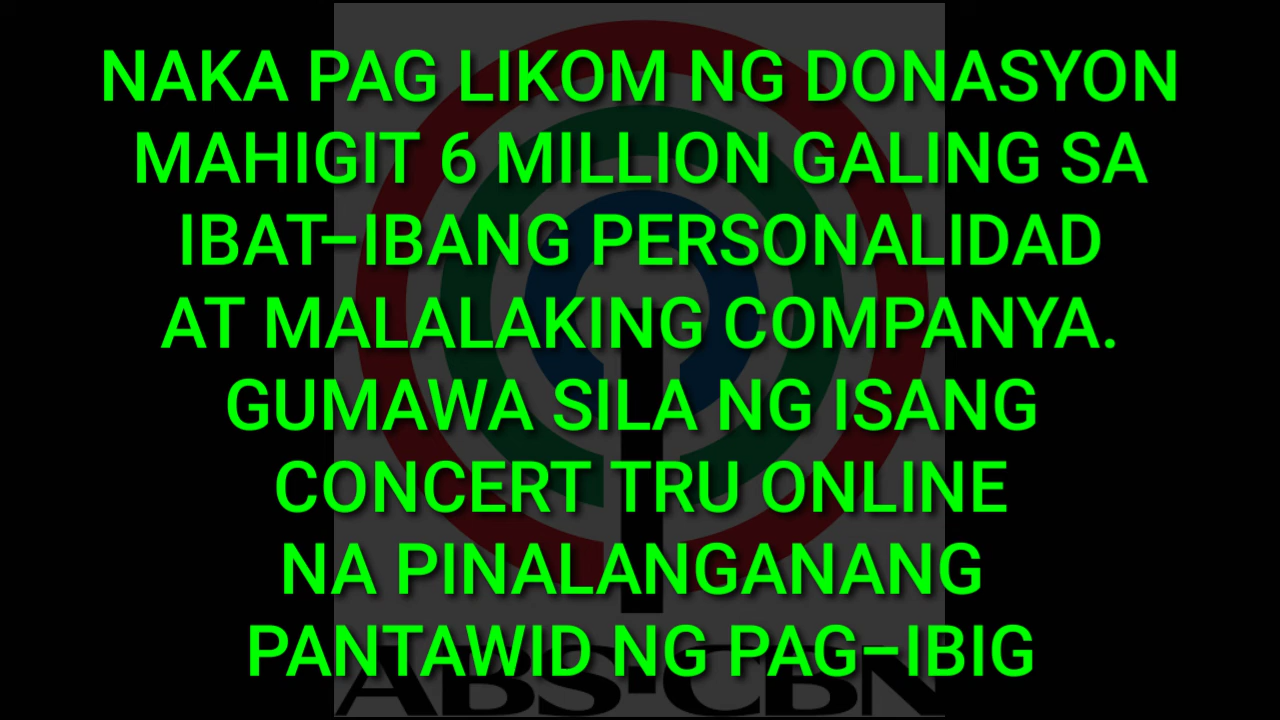 NAKA PAG LIKOM NG DONASYON
MAHIGIT 6 MILLION GALING SA
IBAT–IBANG PERSONALIDAD
AT MALALAKING COMPANYA.
GUMAWA SILA NG ISANG
CONCERT TRU ONLINE
NA PINALANGANANG
PANTAWID NG PAG–IBIG
ABS-CBN